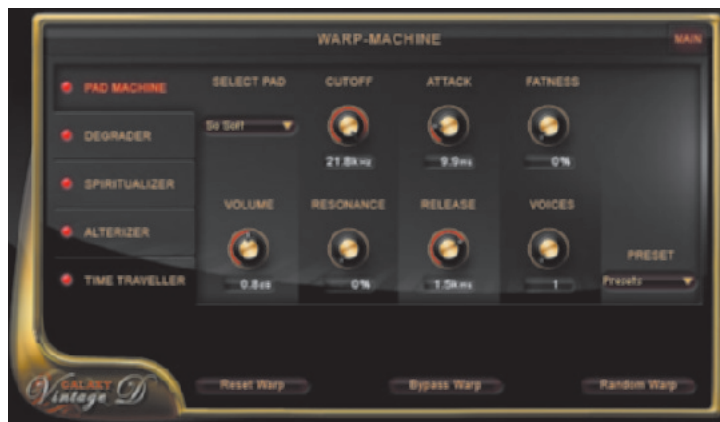 WARP-MACHINE
MAIN
PAD MACHINE
DEGRADER
SPIRITUALIZER
ALTERIZER
TIME TRAVELLER
SELECT PAD
So Soft
CUTOFF
21.8kHz
ATTACK
9.9ms
FATNESS
0%
VOLUME
0.8dB
RESONANCE
0%
RELEASE
1.5kms
VOICES
1
PRESET
Presets
GALAXY
Vintage D
Reset Warp
Bypass Warp
Random Warp